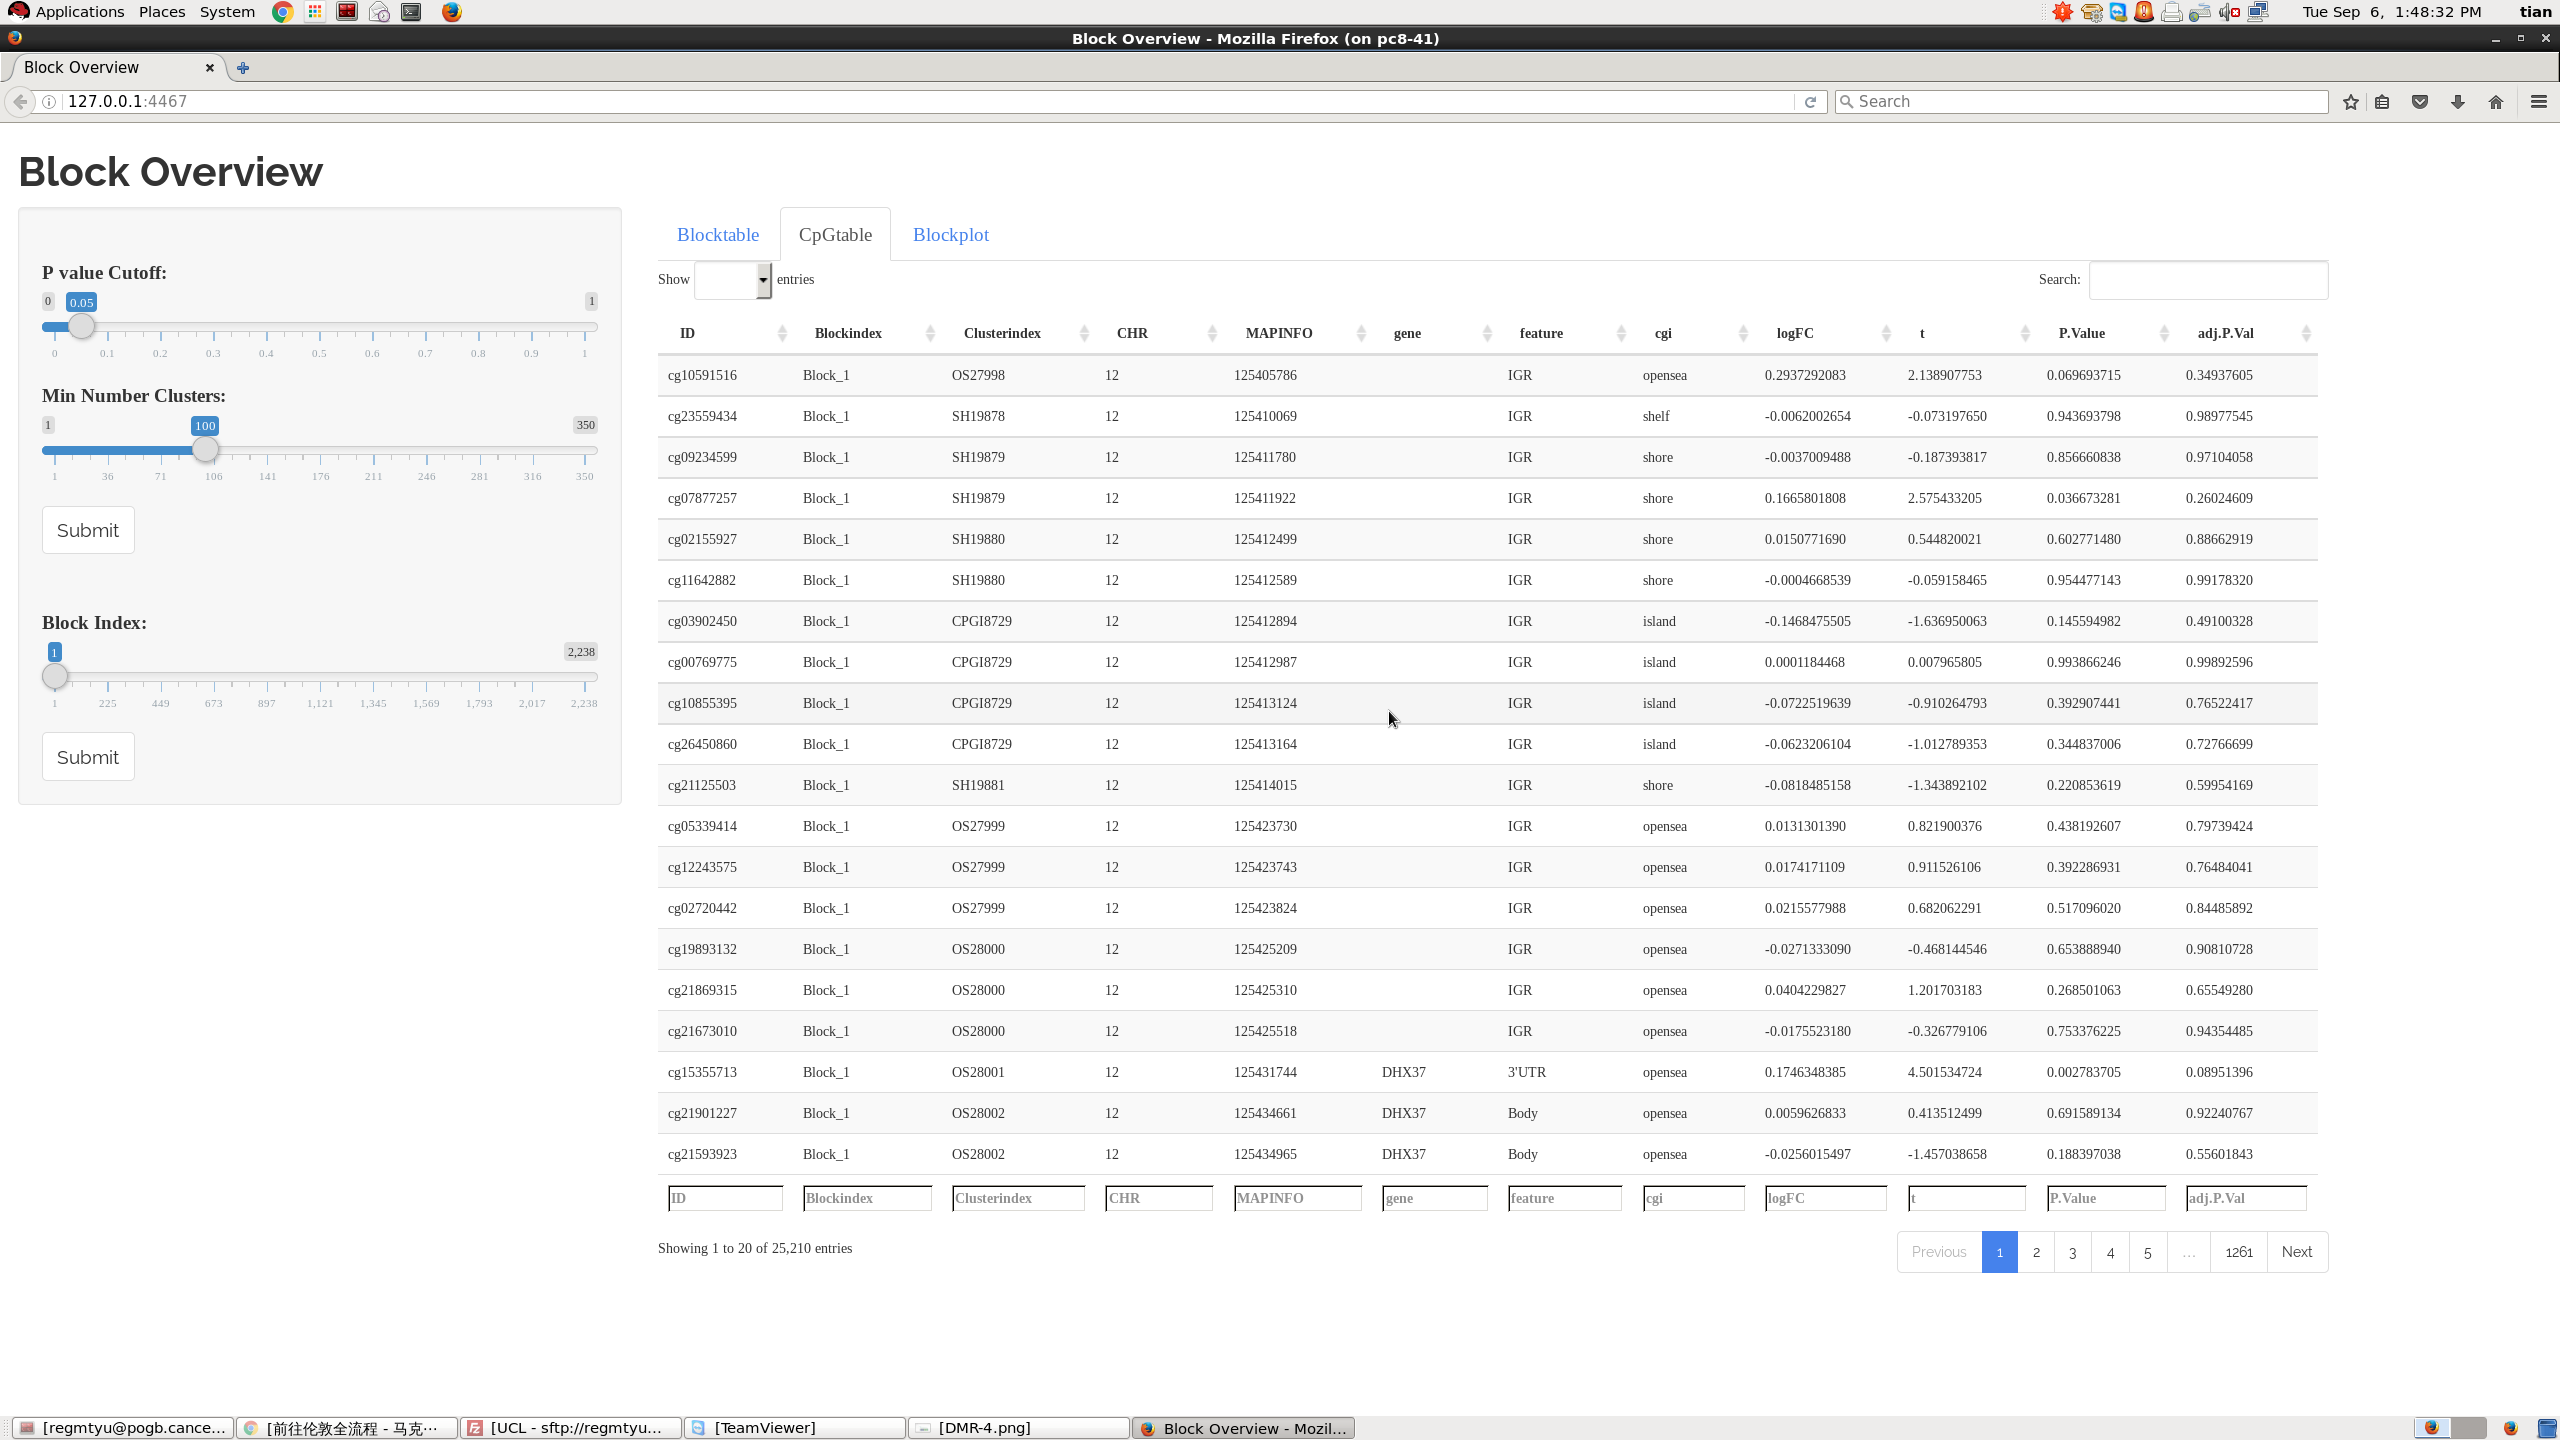 Applications Places System Tue Sep 6, 1:48:32 PM tian
Block Overview - Mozilla Firefox (on pc8-41)
Block Overview
127.0.0.1:4467 Search
Block Overview
P value Cutoff:
0 0.05 1
0 0.1 0.2 0.3 0.4 0.5 0.6 0.7 0.8 0.9 1
Min Number Clusters:
1 100 350
1 36 71 106 141 176 211 246 281 316 350
Submit
Block Index:
1 2,238
1 225 449 673 897 1,121 1,345 1,569 1,793 2,017 2,238
Submit
Blocktable CpGtable Blockplot
Show entries Search:
ID Blockindex Clusterindex CHR MAPINFO gene feature cgi logFC t P.Value adj.P.Val
cg10591516 Block_1 OS27998 12 125405786 IGR opensea 0.2937292083 2.138907753 0.069693715 0.34937605
cg23559434 Block_1 SH19878 12 125410069 IGR shelf -0.0062002654 -0.073197650 0.943693798 0.98977545
cg09234599 Block_1 SH19879 12 125411780 IGR shore -0.0037009488 -0.187393817 0.856660838 0.97104058
cg07877257 Block_1 SH19879 12 125411922 IGR shore 0.1665801808 2.575433205 0.036673281 0.26024609
cg02155927 Block_1 SH19880 12 125412499 IGR shore 0.0150771690 0.544820021 0.602771480 0.88662919
cg11642882 Block_1 SH19880 12 125412589 IGR shore -0.0004668539 -0.059158465 0.954477143 0.99178320
cg03902450 Block_1 CPGI8729 12 125412894 IGR island -0.1468475505 -1.636950063 0.145594982 0.49100328
cg00769775 Block_1 CPGI8729 12 125412987 IGR island 0.0001184468 0.007965805 0.993866246 0.99892596
cg10855395 Block_1 CPGI8729 12 125413124 IGR island -0.0722519639 -0.910264793 0.392907441 0.76522417
cg26450860 Block_1 CPGI8729 12 125413164 IGR island -0.0623206104 -1.012789353 0.344837006 0.72766699
cg21125503 Block_1 SH19881 12 125414015 IGR shore -0.0818485158 -1.343892102 0.220853619 0.59954169
cg05339414 Block_1 OS27999 12 125423730 IGR opensea 0.0131301390 0.821900376 0.438192607 0.79739424
cg12243575 Block_1 OS27999 12 125423743 IGR opensea 0.0174171109 0.911526106 0.392286931 0.76484041
cg02720442 Block_1 OS27999 12 125423824 IGR opensea 0.0215577988 0.682062291 0.517096020 0.84485892
cg19893132 Block_1 OS28000 12 125425209 IGR opensea -0.0271333090 -0.468144546 0.653888940 0.90810728
cg21869315 Block_1 OS28000 12 125425310 IGR opensea 0.0404229827 1.201703183 0.268501063 0.65549280
cg21673010 Block_1 OS28000 12 125425518 IGR opensea -0.0175523180 -0.326779106 0.753376225 0.94354485
cg15355713 Block_1 OS28001 12 125431744 DHX37 3'UTR opensea 0.1746348385 4.501534724 0.002783705 0.08951396
cg21901227 Block_1 OS28002 12 125434661 DHX37 Body opensea 0.0059626833 0.413512499 0.691589134 0.92240767
cg21593923 Block_1 OS28002 12 125434965 DHX37 Body opensea -0.0256015497 -1.457038658 0.188397038 0.55601843
ID Blockindex Clusterindex CHR MAPINFO gene feature cgi logFC t P.Value adj.P.Val
Showing 1 to 20 of 25,210 entries Previous 1 2 3 4 5 … 1261 Next
[regmtyu@pogb.cance... [前往伦敦全流程 - 马克… [UCL - sftp://regmtyu... [TeamViewer] [DMR-4.png] Block Overview - Mozil...